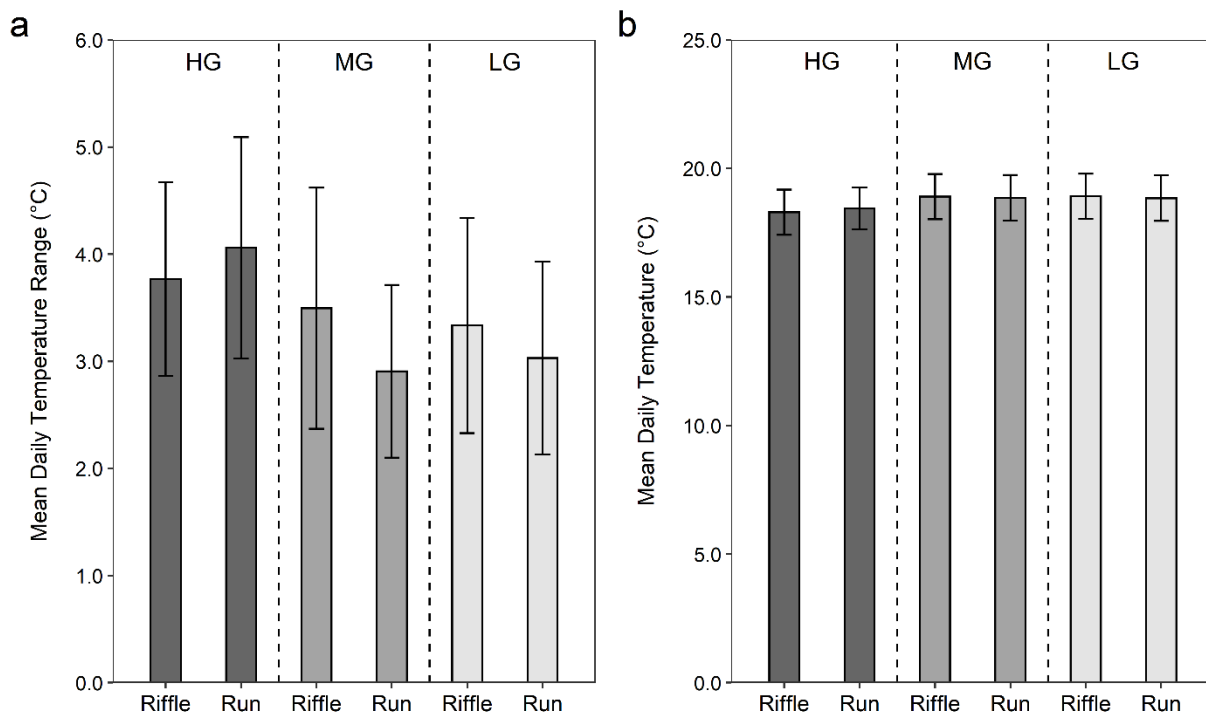 a
HG MG LG
Mean Daily Temperature Range (°C)
6.0
5.0
4.0
3.0
2.0
1.0
0.0
Riffle Run Riffle Run Riffle Run
b
HG MG LG
Mean Daily Temperature (°C)
25.0
20.0
15.0
10.0
5.0
0.0
Riffle Run Riffle Run Riffle Run